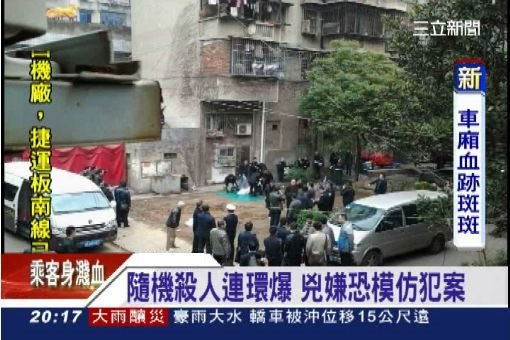 三立新聞
新
車廂血跡斑斑
機廠，捷運板南線
乘客身濺血
隨機殺人連環爆 兇嫌恐模仿犯案
20:17 大雨釀災 豪雨大水 轎車被沖位移15公尺遠